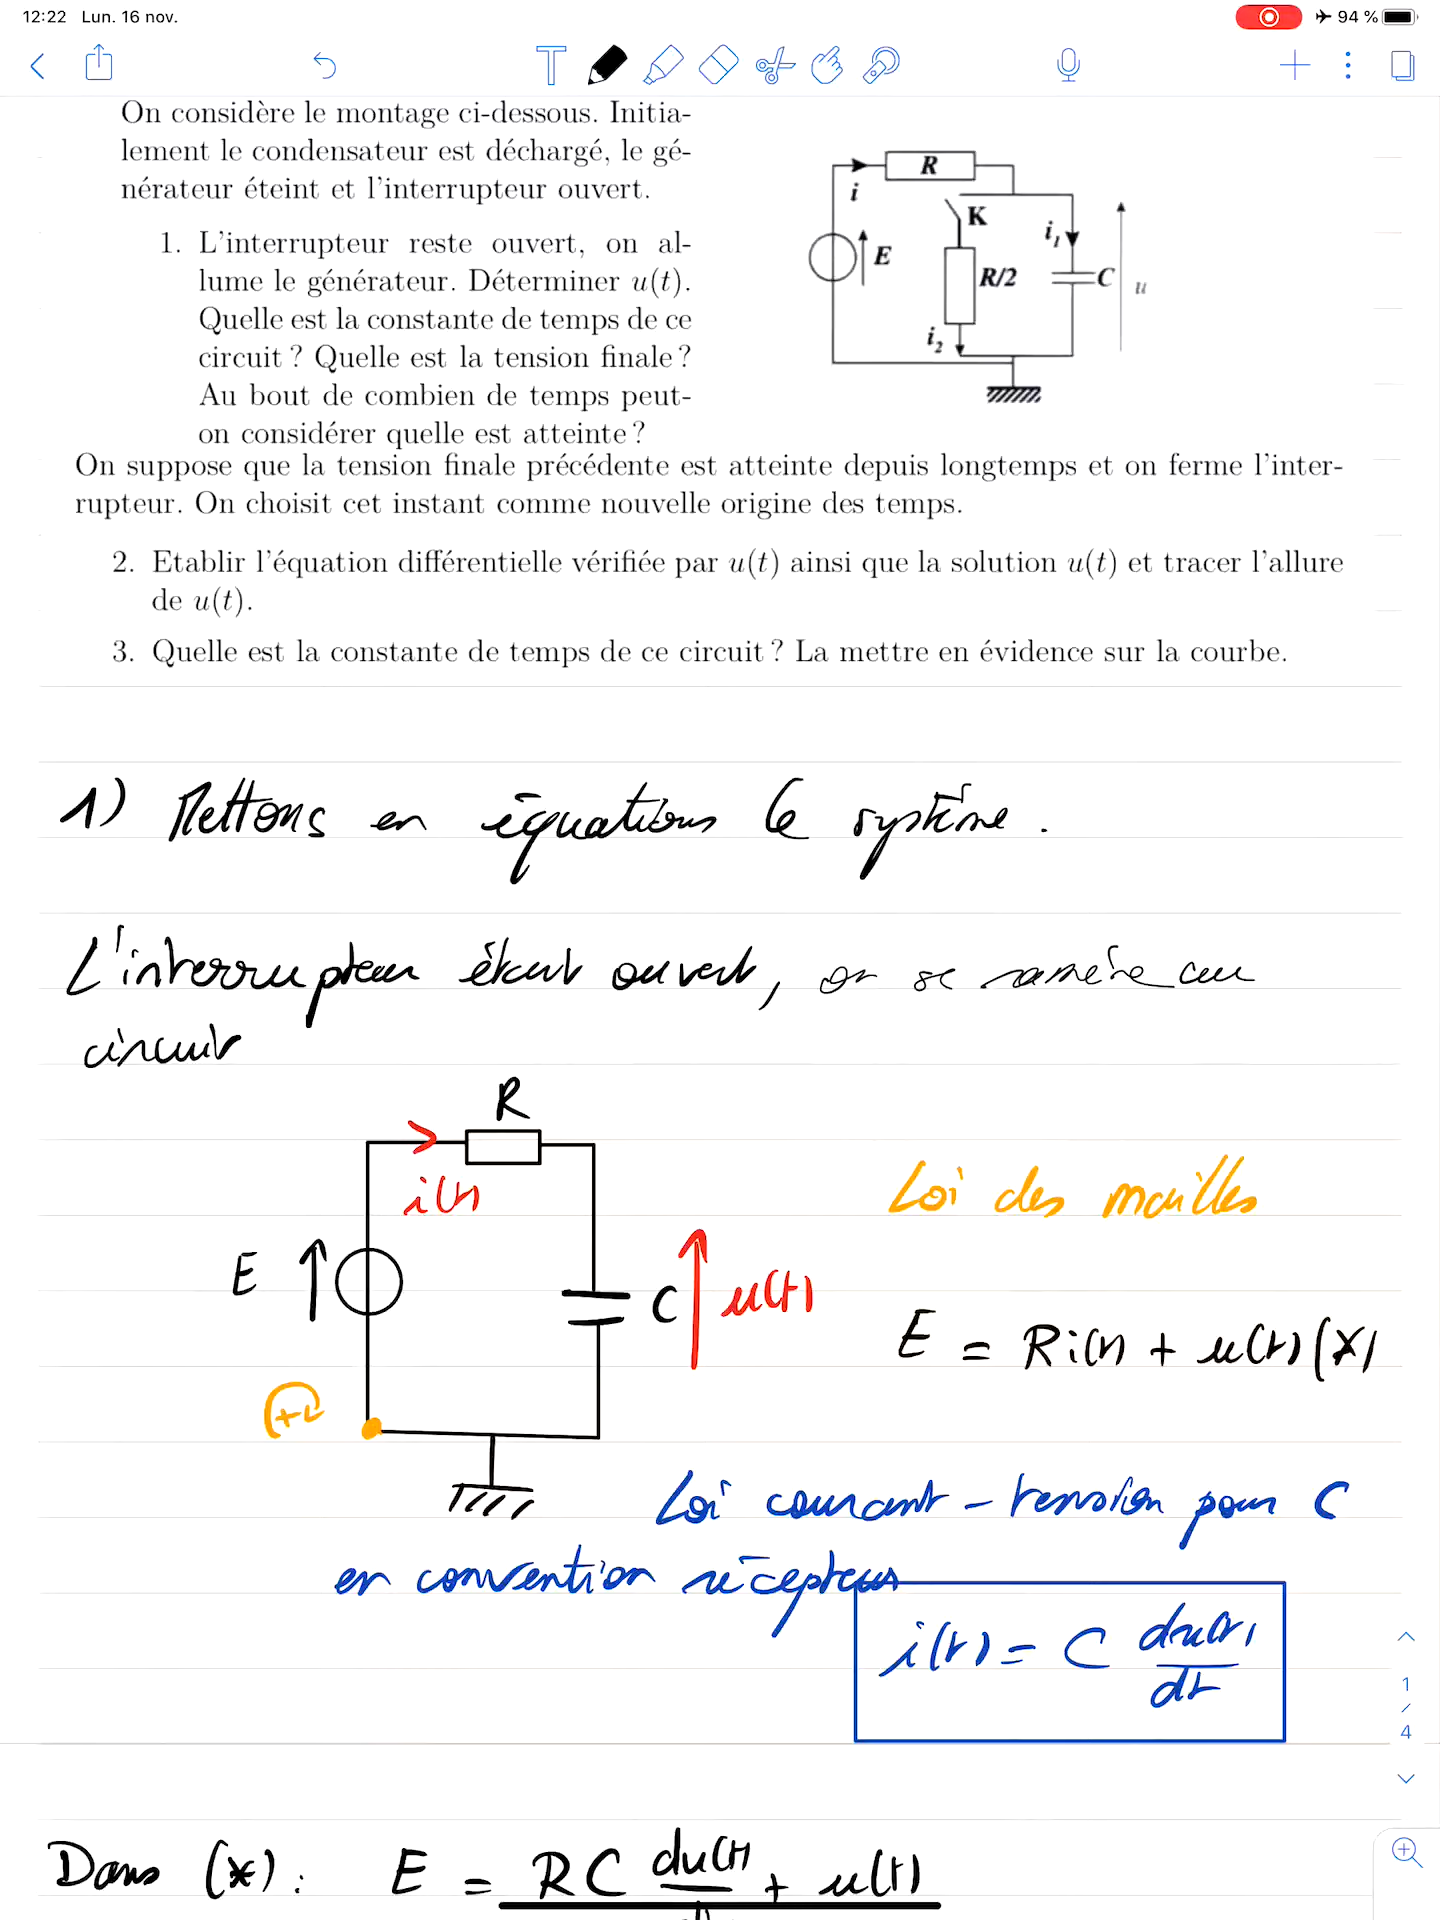 12:22 Lun. 16 nov.
94 %
T
On considère le montage ci-dessous. Initia-
lement le condensateur est déchargé, le gé-
nérateur éteint et l'interrupteur ouvert.
1. L'interrupteur reste ouvert, on al-
lume le générateur. Déterminer u(t).
Quelle est la constante de temps de ce
circuit ? Quelle est la tension finale ?
Au bout de combien de temps peut-
on considérer quelle est atteinte ?
R
i
K
i₁
E
R/2
C
u
i₂
On suppose que la tension finale précédente est atteinte depuis longtemps et on ferme l'inter-
rupteur. On choisit cet instant comme nouvelle origine des temps.
2. Etablir l'équation différentielle vérifiée par u(t) ainsi que la solution u(t) et tracer l'allure
de u(t).
3. Quelle est la constante de temps de ce circuit ? La mettre en évidence sur la courbe.
1) Mettons en équations le système.
L'interrupteur étant ouvert, on se ramène au
circuit
R
i(t)
Loi des mailles
E
C
u(t)
E = Ri(t) + u(t) (*)
+
Loi courant - tension pour C
en convention récepteur
i(t) = C du(t)/dt
1
/
4
Dans (*) : E = RC du(t)/dt + u(t)